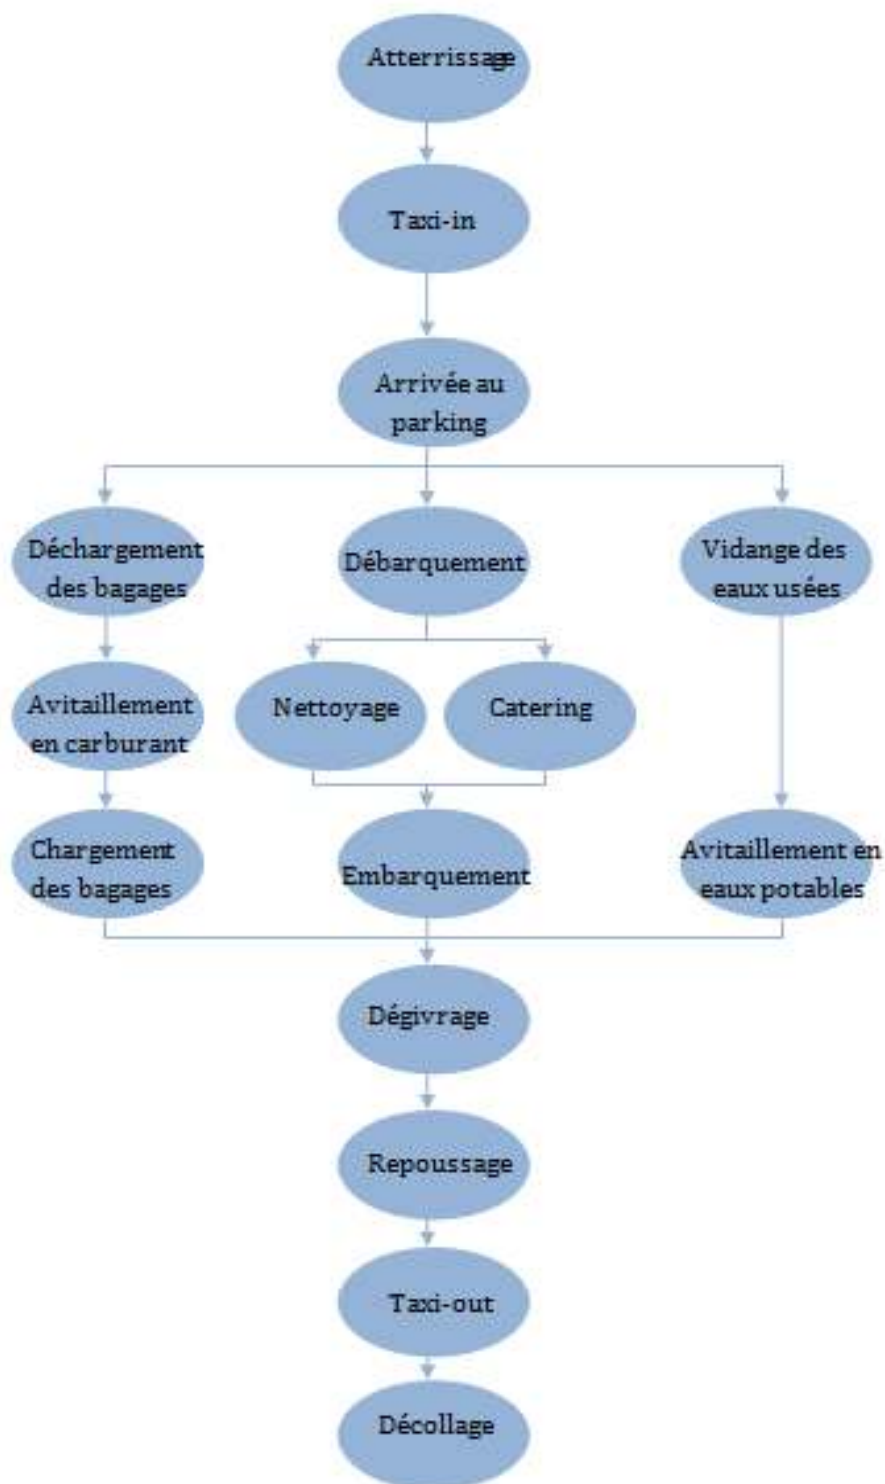 Atterrissage
Taxi-in
Arrivée au
parking
Déchargement
des bagages
Débarquement
Vidange des
eaux usées
Avitaillement
en carburant
Nettoyage
Catering
Chargement
des bagages
Embarquement
Avitaillement en
eaux potables
Dégivrage
Repoussage
Taxi-out
Décollage